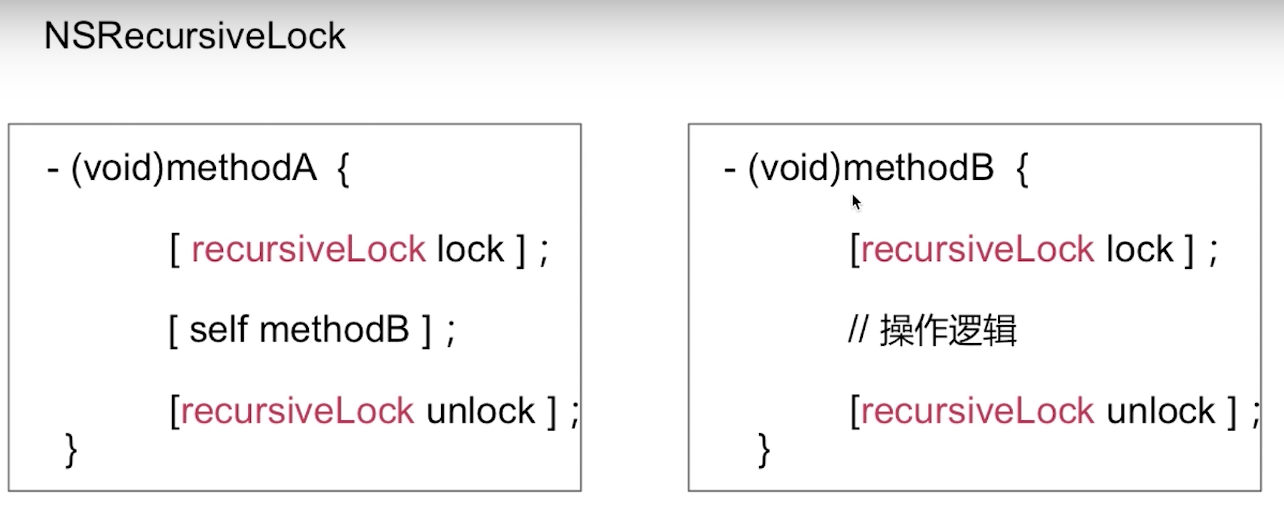 NSRecursiveLock
- (void)methodA {
[ recursiveLock lock ] ;
[ self methodB ] ;
[recursiveLock unlock ] ;
}
- (void)methodB {
[recursiveLock lock ] ;
// 操作逻辑
[recursiveLock unlock ] ;
}